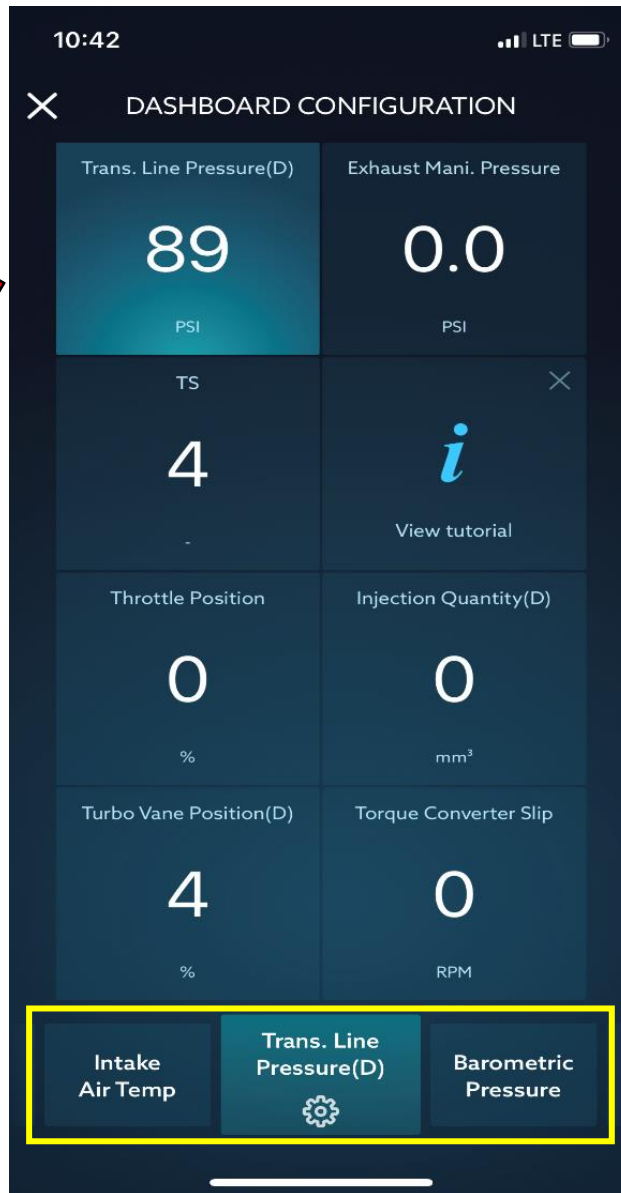 10:42 LTE
DASHBOARD CONFIGURATION
Trans. Line Pressure(D)
89
PSI
Exhaust Mani. Pressure
0.0
PSI
TS
4
-
i
View tutorial
Throttle Position
0
%
Injection Quantity(D)
0
mm³
Turbo Vane Position(D)
4
%
Torque Converter Slip
0
RPM
Intake
Air Temp
Trans. Line
Pressure(D)
Barometric
Pressure